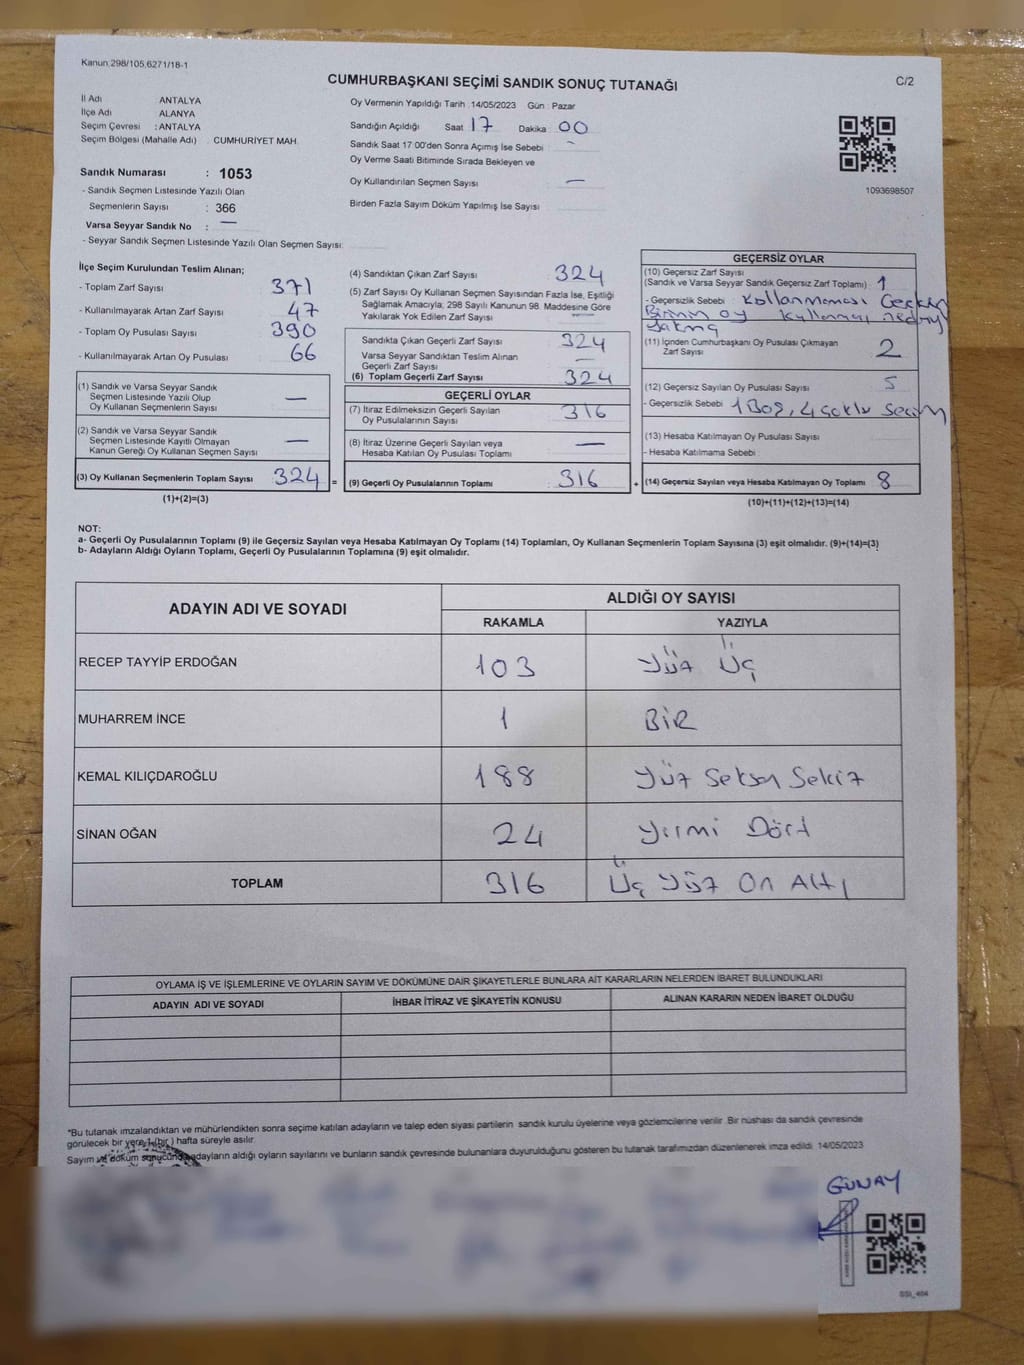 Kanun 298/105,6271/18-1
CUMHURBAŞKANI SEÇİMİ SANDIK SONUÇ TUTANAĞI
C/2
İl Adı ANTALYA
İlçe Adı ALANYA
Seçim Çevresi : ANTALYA
Seçim Bölgesi (Mahalle Adı) CUMHURİYET MAH.
Sandık Numarası : 1053
- Sandık Seçmen Listesinde Yazılı Olan
Seçmenlerin Sayısı : 366
Varsa Seyyar Sandık No : —
- Seyyar Sandık Seçmen Listesinde Yazılı Olan Seçmen Sayısı:
Oy Vermenin Yapıldığı Tarih : 14/05/2023 Gün : Pazar
Sandığın Açıldığı Saat 17 Dakika : 00
Sandık Saat 17:00'den Sonra Açımış İse Sebebi : -
Oy Verme Saati Bitiminde Sırada Bekleyen ve
Oy Kullandırılan Seçmen Sayısı —
Birden Fazla Sayım Döküm Yapılmış İse Sayısı
1093698507
İlçe Seçim Kurulundan Teslim Alınan;
- Toplam Zarf Sayısı : 371
- Kullanılmayarak Artan Zarf Sayısı : 47
- Toplam Oy Pusulası Sayısı : 390
- Kullanılmayarak Artan Oy Pusulası : 66
(1) Sandık ve Varsa Seyyar Sandık
Seçmen Listesinde Yazılı Olup
Oy Kullanan Seçmenlerin Sayısı : —
(2) Sandık ve Varsa Seyyar Sandık
Seçmen Listesinde Kayıtlı Olmayan
Kanun Gereği Oy Kullanan Seçmen Sayısı : —
(3) Oy Kullanan Seçmenlerin Toplam Sayısı : 324 =
(1)+(2)=(3)
(4) Sandıktan Çıkan Zarf Sayısı : 324
(5) Zarf Sayısı Oy Kullanan Seçmen Sayısından Fazla İse, Eşitliği
Sağlamak Amacıyla, 298 Sayılı Kanunun 98. Maddesine Göre
Yakılarak Yok Edilen Zarf Sayısı : —
Sandıkta Çıkan Geçerli Zarf Sayısı : 324
Varsa Seyyar Sandıktan Teslim Alınan
Geçerli Zarf Sayısı : —
(6) Toplam Geçerli Zarf Sayısı : 324
GEÇERLİ OYLAR
(7) İtiraz Edilmeksizin Geçerli Sayılan
Oy Pusulalarının Sayısı : 316
(8) İtiraz Üzerine Geçerli Sayılan veya
Hesaba Katılan Oy Pusulası Toplamı : —
(9) Geçerli Oy Pusulalarının Toplamı : 316 +
GEÇERSİZ OYLAR
(10) Geçersiz Zarf Sayısı
(Sandık ve Varsa Seyyar Sandık Geçersiz Zarf Toplamı) : 1
- Geçersizlik Sebebi : Kollanmaması Geçken
Birinin oy kullanması
(11) İçinden Cumhurbaşkanı Oy Pusulası Çıkmayan
Zarf Sayısı : 2
(12) Geçersiz Sayılan Oy Pusulası Sayısı : 5
- Geçersizlik Sebebi : 1 Boş, 4 Çoklu Seçim
(13) Hesaba Katılmayan Oy Pusulası Sayısı
- Hesaba Katılmama Sebebi :
(14) Geçersiz Sayılan veya Hesaba Katılmayan Oy Toplamı : 8
(10)+(11)+(12)+(13)=(14)
NOT:
a- Geçerli Oy Pusulalarının Toplamı (9) ile Geçersiz Sayılan veya Hesaba Katılmayan Oy Toplamı (14) Toplamları, Oy Kullanan Seçmenlerin Toplam Sayısına (3) eşit olmalıdır. (9)+(14)=(3)
b- Adayların Aldığı Oyların Toplamı, Geçerli Oy Pusulalarının Toplamına (9) eşit olmalıdır.
ADAYIN ADI VE SOYADI ALDIĞI OY SAYISI
RAKAMLA YAZIYLA
RECEP TAYYİP ERDOĞAN 103 Yüz Üç
MUHARREM İNCE 1 BİR
KEMAL KILIÇDAROĞLU 188 Yüz Seksen Sekiz
SİNAN OĞAN 24 Yirmi Dört
TOPLAM 316 Üç Yüz On Altı
OYLAMA İŞ VE İŞLEMLERİNE VE OYLARIN SAYIM VE DÖKÜMÜNE DAİR ŞİKAYETLERLE BUNLARA AİT KARARLARIN NELERDEN İBARET BULUNDUKLARI
ADAYIN ADI VE SOYADI İHBAR İTİRAZ VE ŞİKAYETİN KONUSU ALINAN KARARIN NEDEN İBARET OLDUĞU
*Bu tutanak imzalandıktan ve mühürlendikten sonra seçime katılan adayların ve talep eden siyasi partilerin sandık kurulu üyelerine veya gözlemcilerine verilir. Bir nüshası da sandık çevresinde
görülecek bir yere 1 (bir) hafta süreyle asılır.
Sayım ve döküm sonucunda adayların aldığı oyların sayılarını ve bunların sandık çevresinde bulunanlara duyurulduğunu gösteren bu tutanak tarafımızdan düzenlenerek imza edildi. 14/05/2023
GÜNAY